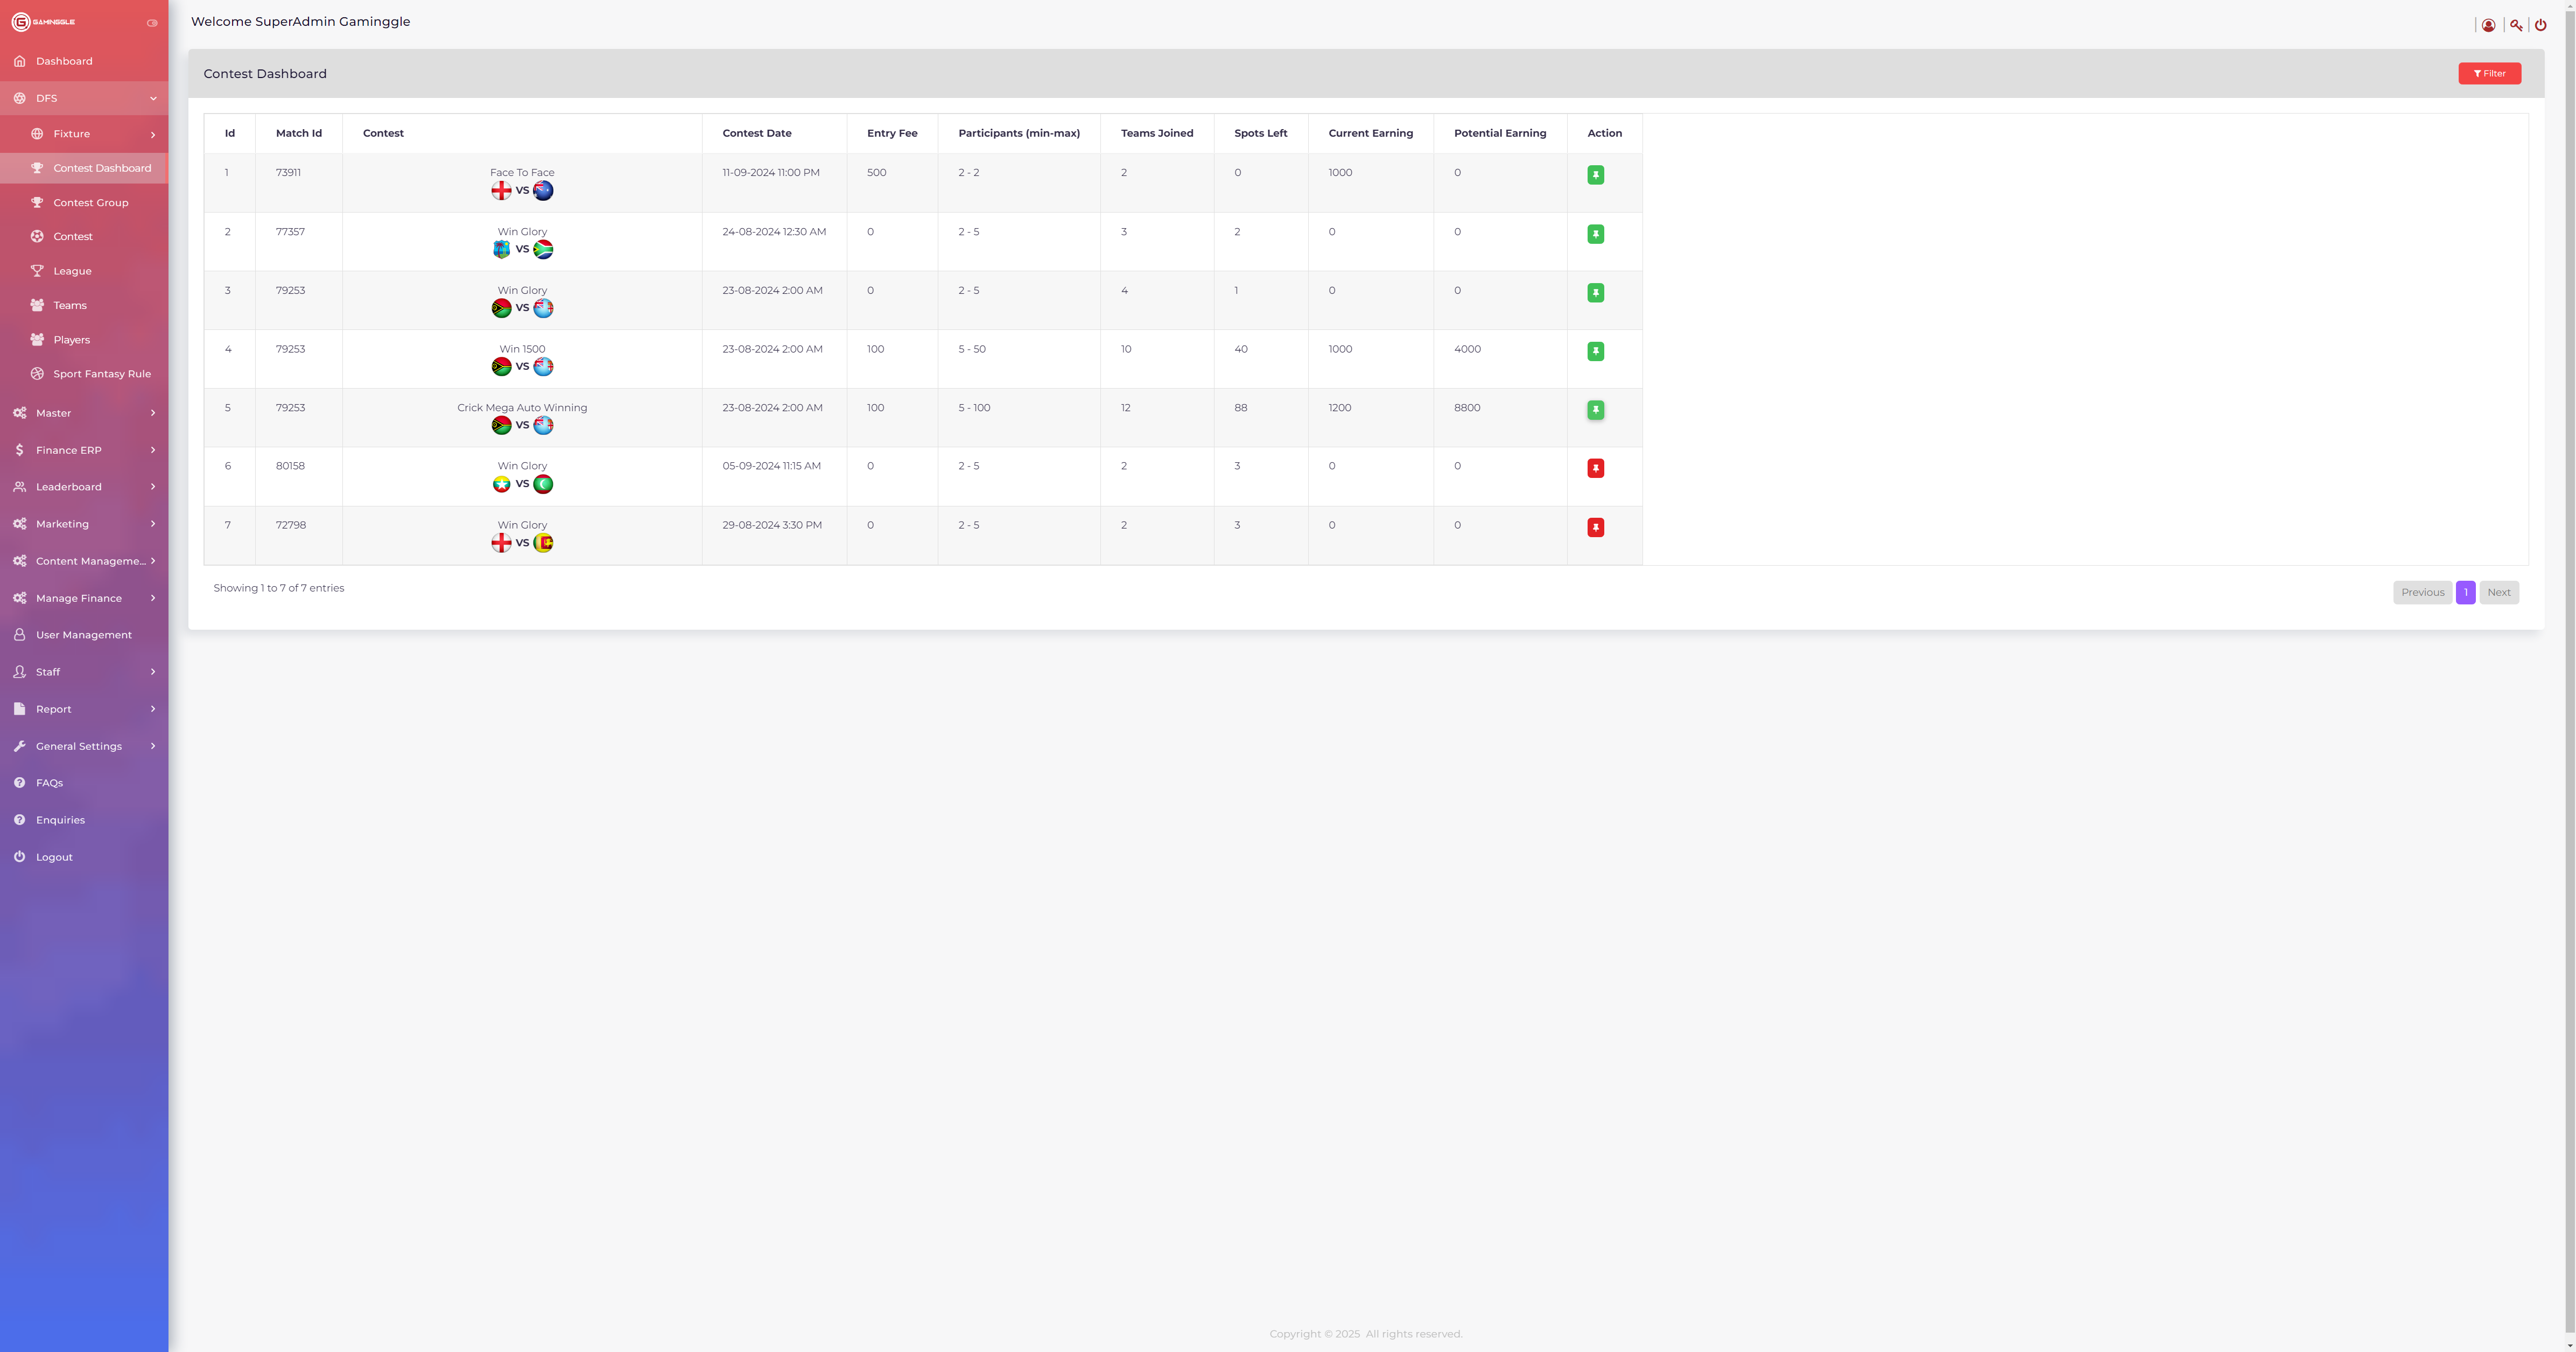 GAMINGGLE
Welcome SuperAdmin Gaminggle
Dashboard
DFS
Fixture
Contest Dashboard
Contest Group
Contest
League
Teams
Players
Sport Fantasy Rule
Master
Finance ERP
Leaderboard
Marketing
Content Manageme...
Manage Finance
User Management
Staff
Report
General Settings
FAQs
Enquiries
Logout
Contest Dashboard
Filter
Id Match Id Contest Contest Date Entry Fee Participants (min-max) Teams Joined Spots Left Current Earning Potential Earning Action
1 73911 Face To Face 11-09-2024 11:00 PM 500 2 - 2 2 0 1000 0
VS
2 77357 Win Glory 24-08-2024 12:30 AM 0 2 - 5 3 2 0 0
VS
3 79253 Win Glory 23-08-2024 2:00 AM 0 2 - 5 4 1 0 0
VS
4 79253 Win 1500 23-08-2024 2:00 AM 100 5 - 50 10 40 1000 4000
VS
5 79253 Crick Mega Auto Winning 23-08-2024 2:00 AM 100 5 - 100 12 88 1200 8800
VS
6 80158 Win Glory 05-09-2024 11:15 AM 0 2 - 5 2 3 0 0
VS
7 72798 Win Glory 29-08-2024 3:30 PM 0 2 - 5 2 3 0 0
VS
Showing 1 to 7 of 7 entries
Previous 1 Next
Copyright © 2025 All rights reserved.